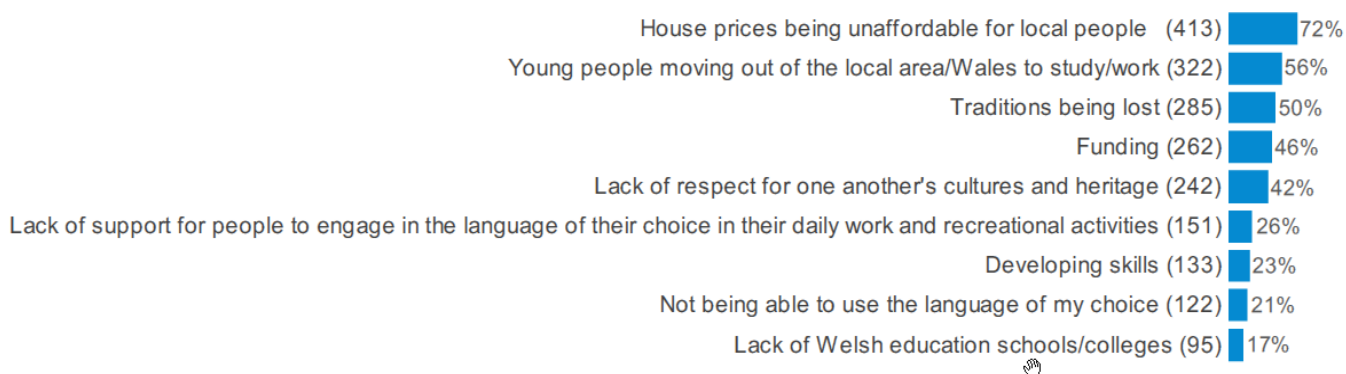 House prices being unaffordable for local people (413) 72%
Young people moving out of the local area/Wales to study/work (322) 56%
Traditions being lost (285) 50%
Funding (262) 46%
Lack of respect for one another's cultures and heritage (242) 42%
Lack of support for people to engage in the language of their choice in their daily work and recreational activities (151) 26%
Developing skills (133) 23%
Not being able to use the language of my choice (122) 21%
Lack of Welsh education schools/colleges (95) 17%